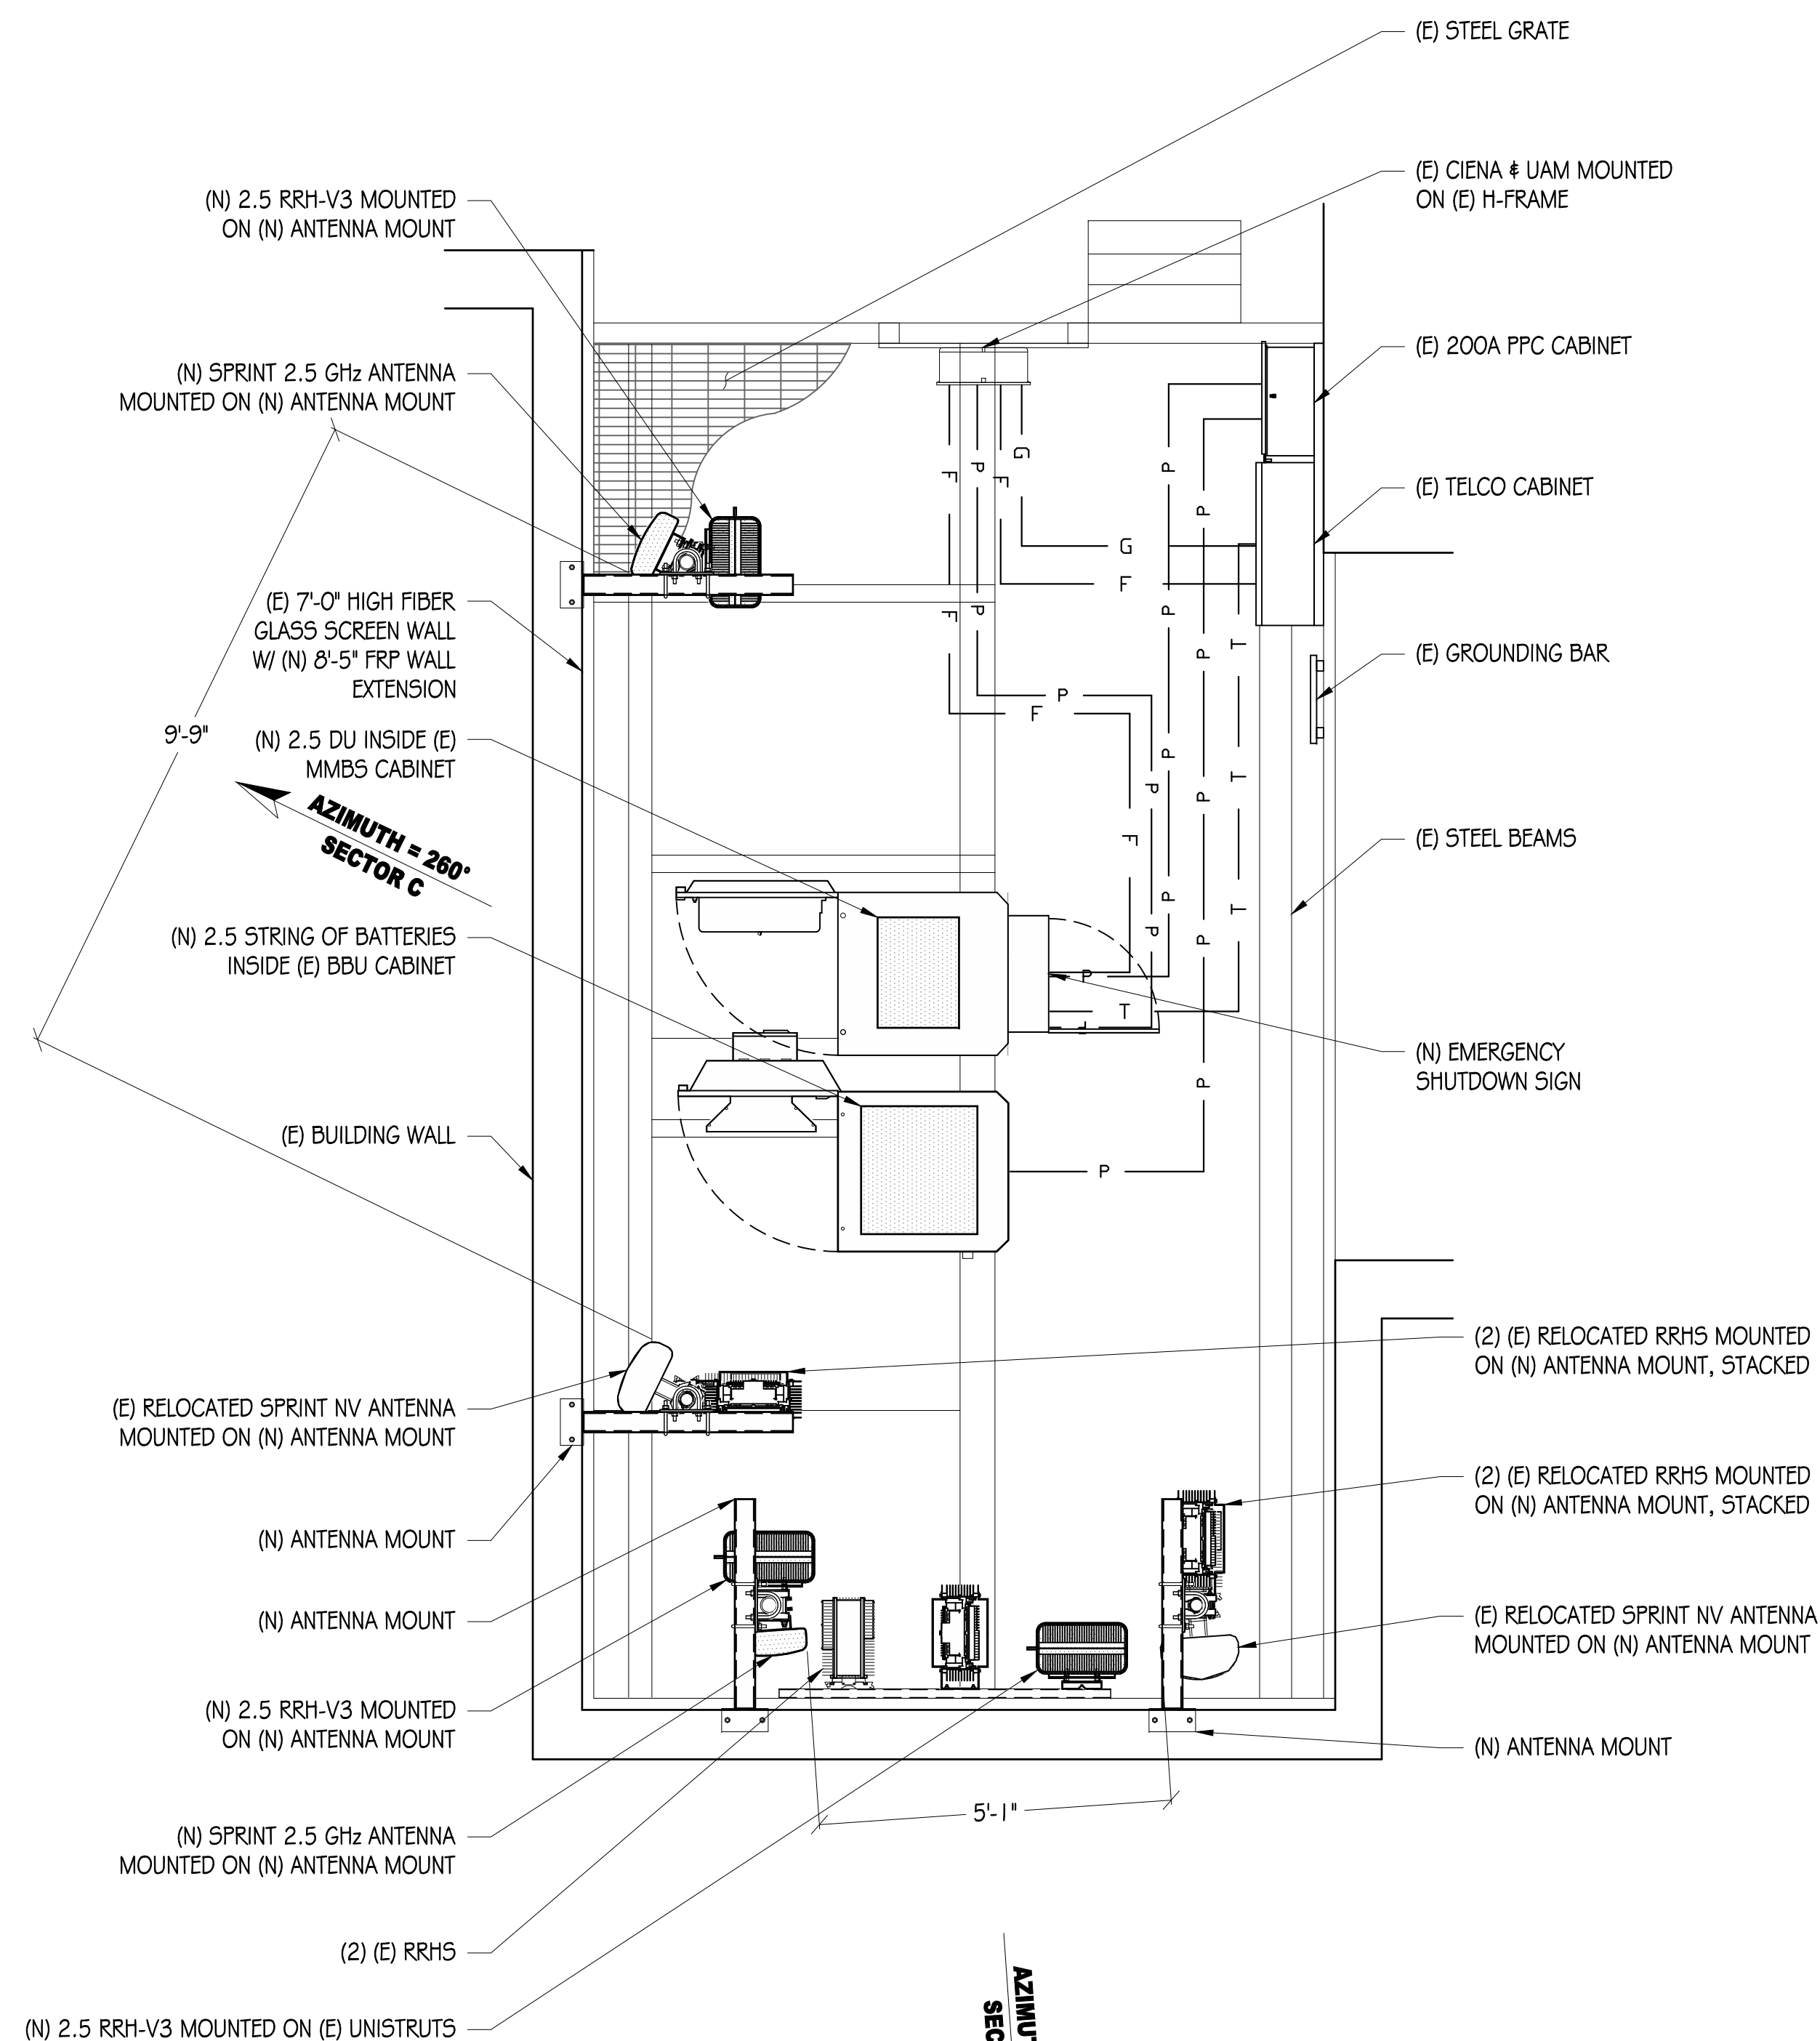 (E) STEEL GRATE
(E) CIENA & UAM MOUNTED
ON (E) H-FRAME
(N) 2.5 RRH-V3 MOUNTED
ON (N) ANTENNA MOUNT
(E) 200A PPC CABINET
(N) SPRINT 2.5 GHz ANTENNA
MOUNTED ON (N) ANTENNA MOUNT
(E) TELCO CABINET
(E) 7'-0" HIGH FIBER
GLASS SCREEN WALL
W/ (N) 8'-5" FRP WALL
EXTENSION
(E) GROUNDING BAR
9'-9"
(N) 2.5 DU INSIDE (E)
MMBS CABINET
AZIMUTH = 260°
SECTOR C
(E) STEEL BEAMS
(N) 2.5 STRING OF BATTERIES
INSIDE (E) BBU CABINET
(N) EMERGENCY
SHUTDOWN SIGN
(E) BUILDING WALL
F P F G P P
G
F
F P P P T
P
F
P P T
F P P P T
P P
P
T
F
P
P
(2) (E) RELOCATED RRHS MOUNTED
ON (N) ANTENNA MOUNT, STACKED
(E) RELOCATED SPRINT NV ANTENNA
MOUNTED ON (N) ANTENNA MOUNT
(2) (E) RELOCATED RRHS MOUNTED
ON (N) ANTENNA MOUNT, STACKED
(N) ANTENNA MOUNT
(N) ANTENNA MOUNT
(E) RELOCATED SPRINT NV ANTENNA
MOUNTED ON (N) ANTENNA MOUNT
(N) 2.5 RRH-V3 MOUNTED
ON (N) ANTENNA MOUNT
(N) ANTENNA MOUNT
5'-1"
(N) SPRINT 2.5 GHz ANTENNA
MOUNTED ON (N) ANTENNA MOUNT
(2) (E) RRHS
(N) 2.5 RRH-V3 MOUNTED ON (E) UNISTRUTS